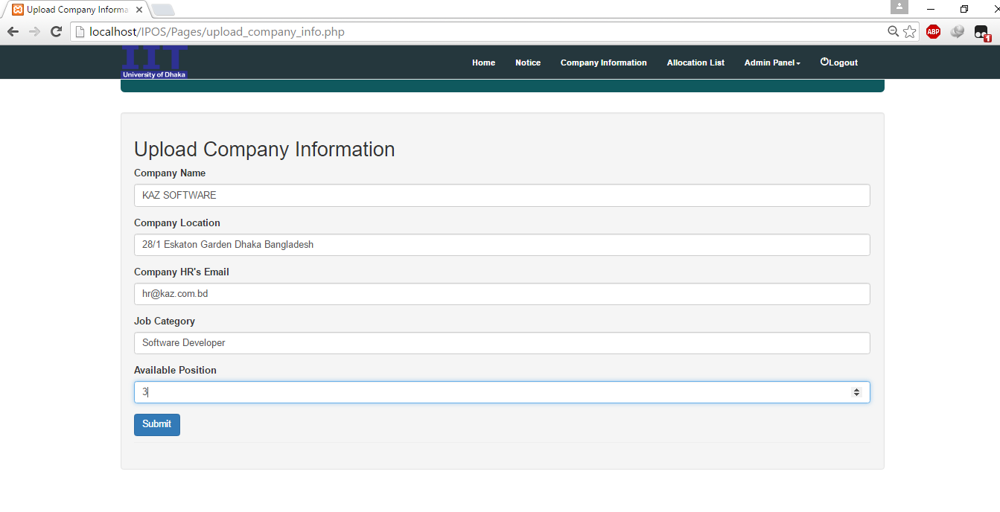 Upload Company Informa
localhost/IPOS/Pages/upload_company_info.php
ABP
1
IIT
University of Dhaka
Home Notice Company Information Allocation List Admin Panel Logout
Upload Company Information
Company Name
KAZ SOFTWARE
Company Location
28/1 Eskaton Garden Dhaka Bangladesh
Company HR's Email
hr@kaz.com.bd
Job Category
Software Developer
Available Position
3
Submit